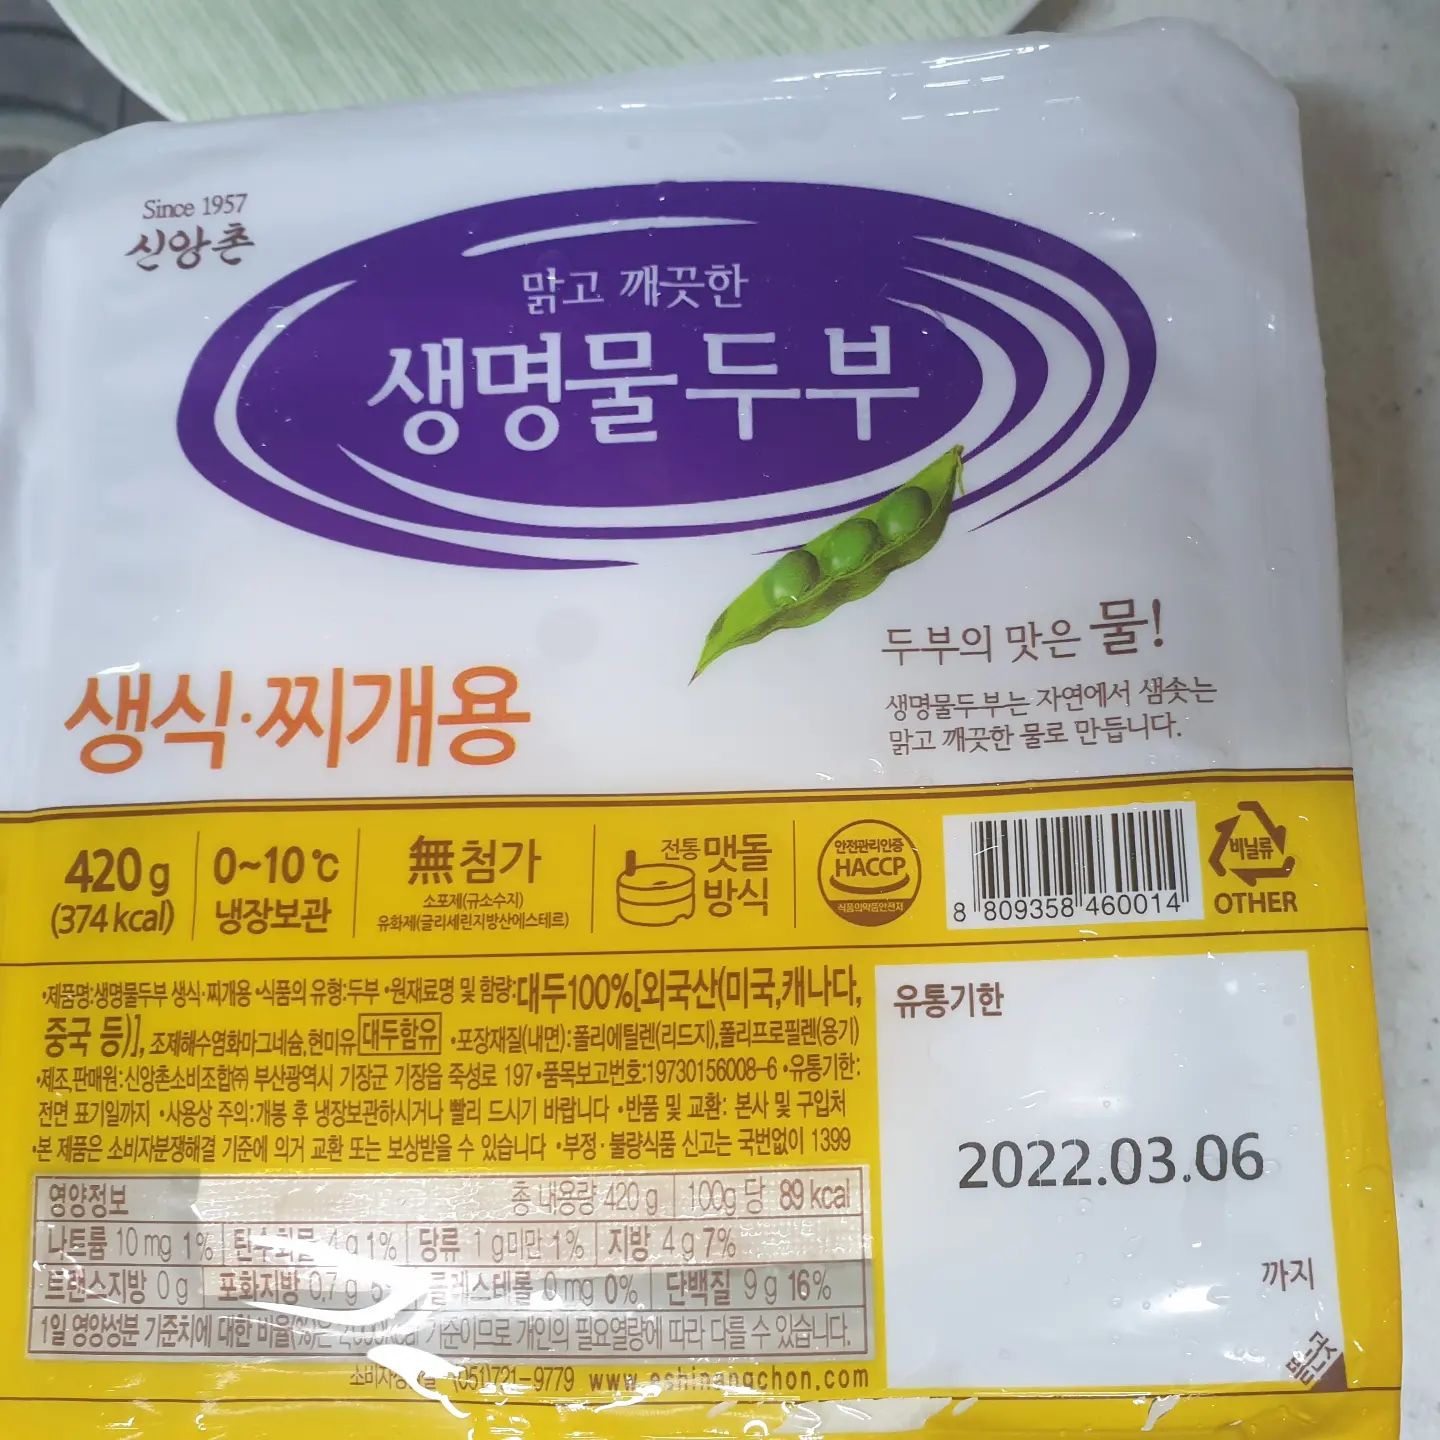 Since 1957
신앙촌
맑고 깨끗한
생명물두부
두부의 맛은 물!
생명물두부는 자연에서 샘솟는
맑고 깨끗한 물로 만듭니다.
생식·찌개용
420g
(374 kcal)
0~10℃
냉장보관
無첨가
소포제(규소수지)
유화제(글리세린지방산에스테르)
전통 맷돌
방식
안전관리인증
HACCP
식품의약품안전처
8 809358 460014
비닐류
OTHER
•제품명:생명물두부 생식·찌개용 •식품의 유형:두부 •원재료명 및 함량:대두100%[외국산(미국,캐나다,
중국 등)], 조제해수염화마그네슘,현미유 대두함유 •포장재질(내면):폴리에틸렌(리드지),폴리프로필렌(용기)
•제조,판매원:신앙촌소비조합㈜ 부산광역시 기장군 기장읍 죽성로 197•품목보고번호:19730156008-6 •유통기한:
전면 표기일까지 •사용상 주의:개봉 후 냉장보관하시거나 빨리 드시기 바랍니다 •반품 및 교환: 본사 및 구입처
•본 제품은 소비자분쟁해결 기준에 의거 교환 또는 보상받을 수 있습니다 •부정·불량식품 신고는 국번없이 1399
영양정보 총 내용량 420g 100g 당 89 kcal
나트륨 10 mg 1% 탄수화물 4 g 1% 당류 1 g미만 1% 지방 4 g 7%
트랜스지방 0 g 포화지방 0.7 g 콜레스테롤 0 mg 0% 단백질 9 g 16%
1일 영양성분 기준치에 대한 비율(%)은 2,000kcal 기준이므로 개인의 필요열량에 따라 다를 수 있습니다.
(051)721-9779 www.eshinangchon.com
유통기한
2022.03.06
까지
뜯는곳